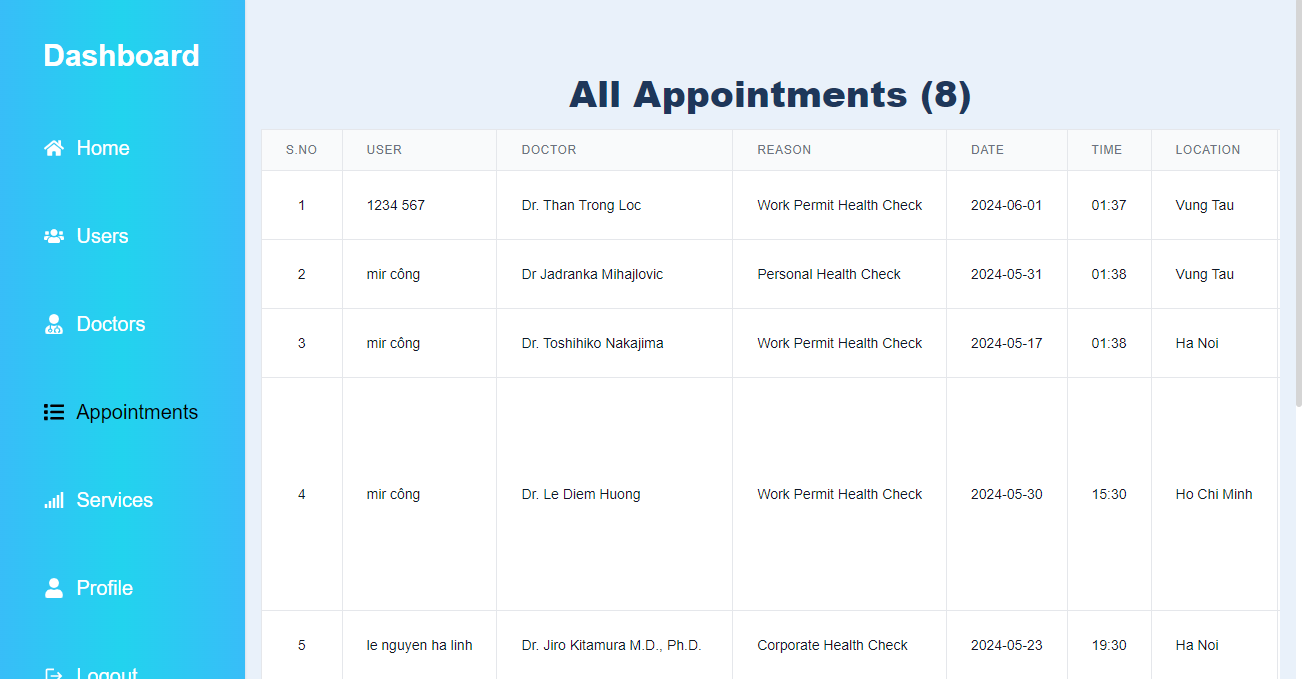 Dashboard
Home
Users
Doctors
Appointments
Services
Profile
Logout
All Appointments (8)
S.NO USER DOCTOR REASON DATE TIME LOCATION
1 1234 567 Dr. Than Trong Loc Work Permit Health Check 2024-06-01 01:37 Vung Tau
2 mir công Dr Jadranka Mihajlovic Personal Health Check 2024-05-31 01:38 Vung Tau
3 mir công Dr. Toshihiko Nakajima Work Permit Health Check 2024-05-17 01:38 Ha Noi
4 mir công Dr. Le Diem Huong Work Permit Health Check 2024-05-30 15:30 Ho Chi Minh
5 le nguyen ha linh Dr. Jiro Kitamura M.D., Ph.D. Corporate Health Check 2024-05-23 19:30 Ha Noi